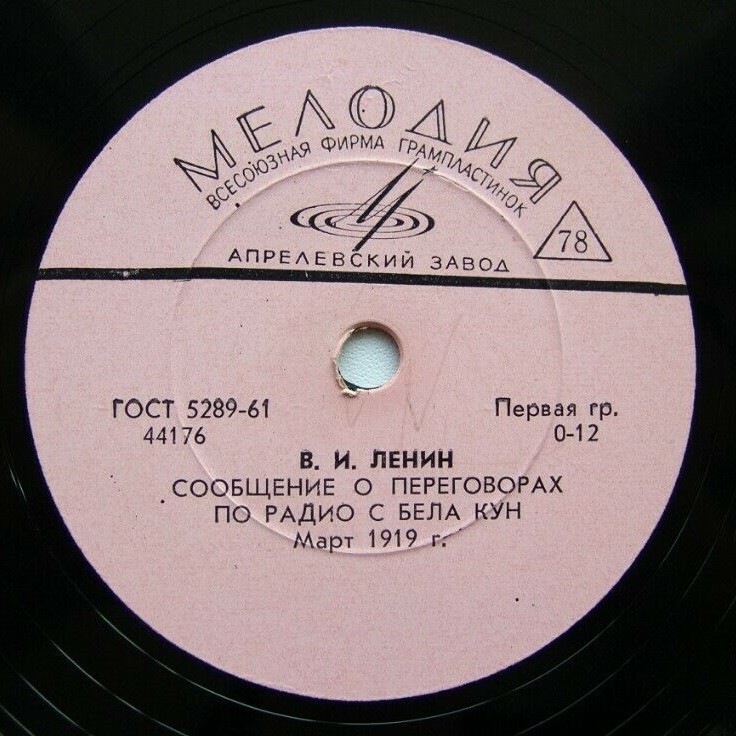 МЕЛОДИЯ
ВСЕСОЮЗНАЯ ФИРМА ГРАМПЛАСТИНОК
78
АПРЕЛЕВСКИЙ ЗАВОД
ГОСТ 5289-61
44176
Первая гр.
0-12
В. И. ЛЕНИН
СООБЩЕНИЕ О ПЕРЕГОВОРАХ
ПО РАДИО С БЕЛА КУН
Март 1919 г.